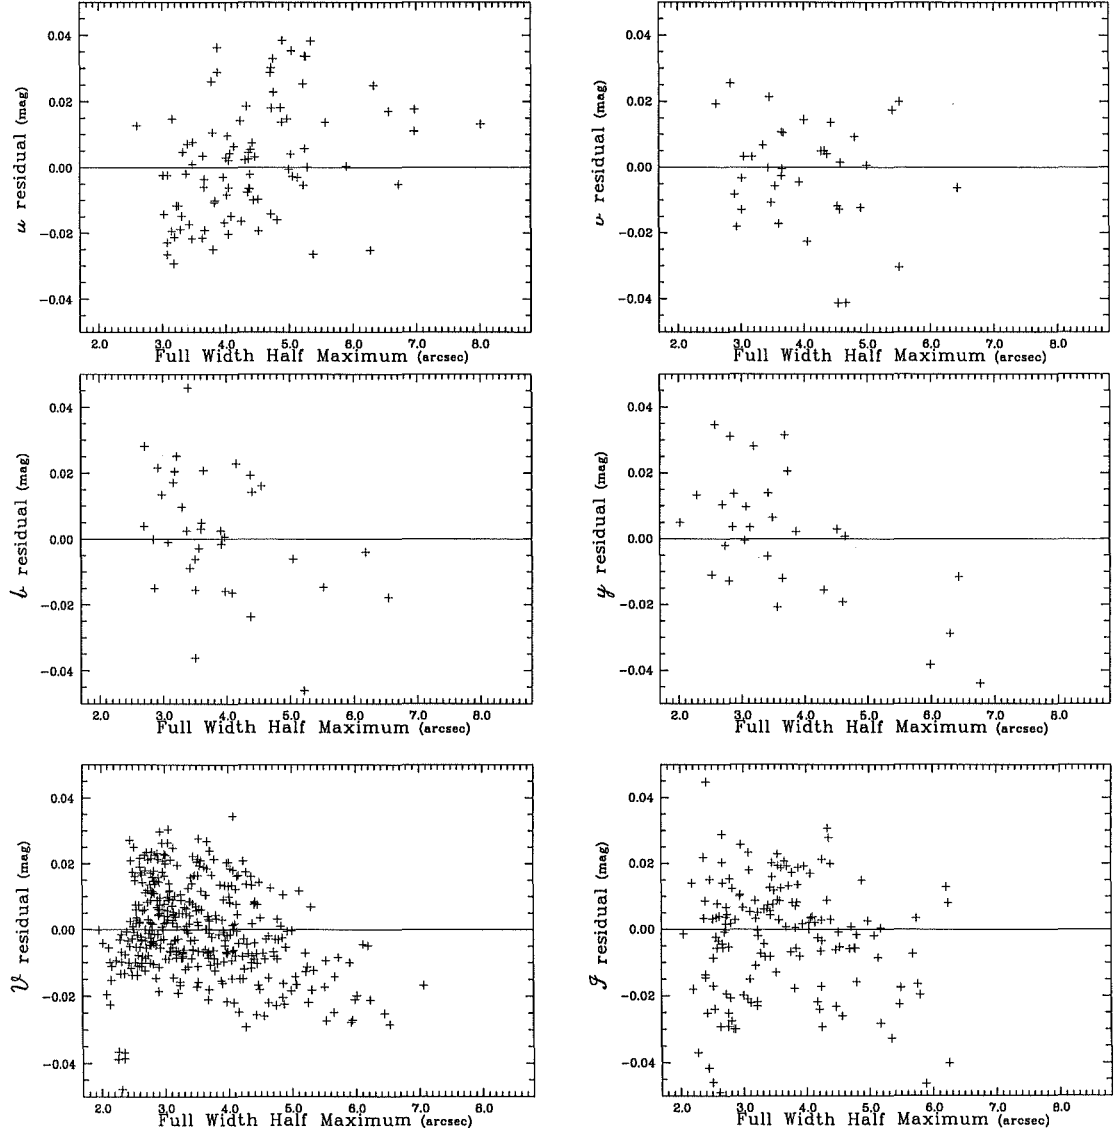 0.04
0.02
0.00
−0.02
−0.04
u residual (mag)
2.0 3.0 4.0 5.0 6.0 7.0 8.0
Full Width Half Maximum (arcsec)
0.04
0.02
0.00
−0.02
−0.04
v residual (mag)
2.0 3.0 4.0 5.0 6.0 7.0 8.0
Full Width Half Maximum (arcsec)
0.04
0.02
0.00
−0.02
−0.04
b residual (mag)
2.0 3.0 4.0 5.0 6.0 7.0 8.0
Full Width Half Maximum (arcsec)
0.04
0.02
0.00
−0.02
−0.04
y residual (mag)
2.0 3.0 4.0 5.0 6.0 7.0 8.0
Full Width Half Maximum (arcsec)
0.04
0.02
0.00
−0.02
−0.04
V residual (mag)
2.0 3.0 4.0 5.0 6.0 7.0 8.0
Full Width Half Maximum (arcsec)
0.04
0.02
0.00
−0.02
−0.04
I residual (mag)
2.0 3.0 4.0 5.0 6.0 7.0 8.0
Full Width Half Maximum (arcsec)